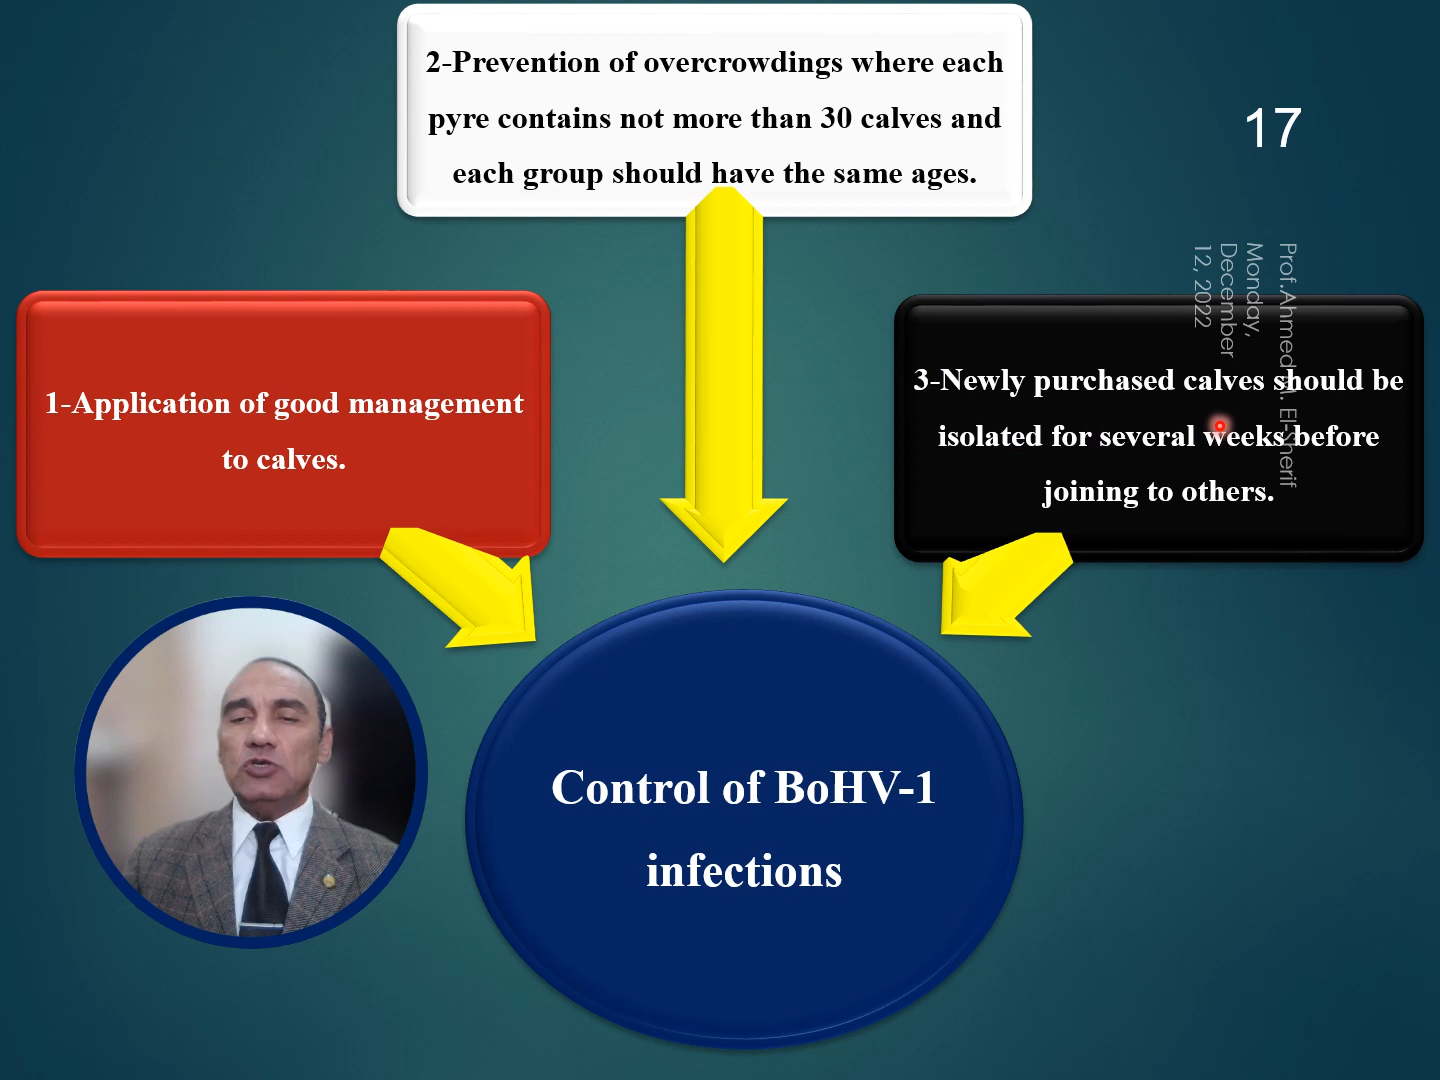 2-Prevention of overcrowdings where each
pyre contains not more than 30 calves and
each group should have the same ages.
17
1-Application of good management
to calves.
3-Newly purchased calves should be
isolated for several weeks before
joining to others.
Prof.Ahmed M. El-Sherif
Monday,
December
12, 2022
Control of BoHV-1
infections